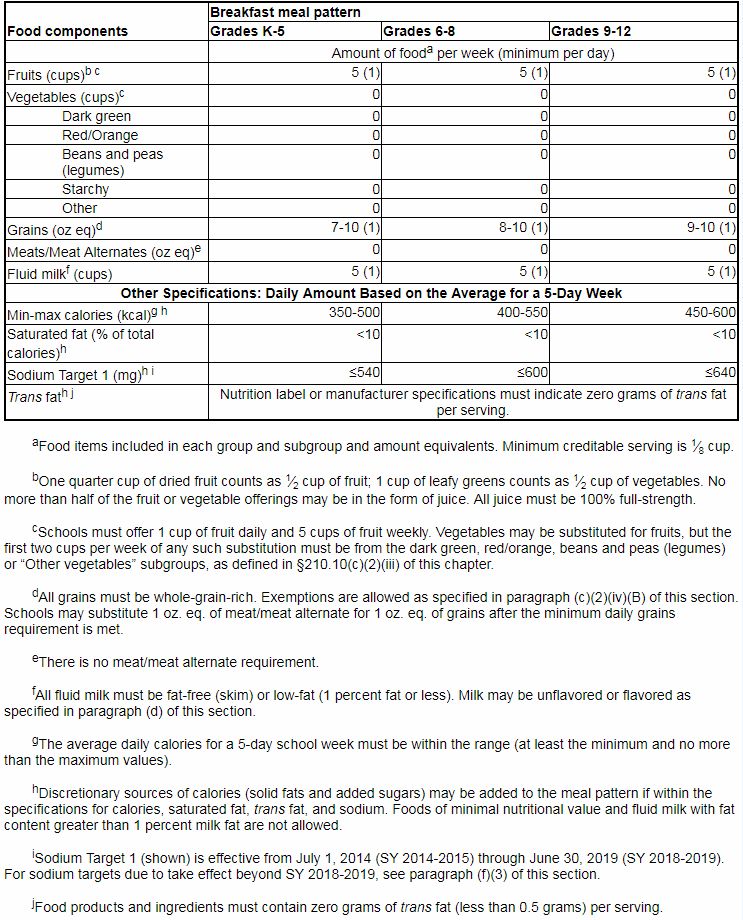 Food components Breakfast meal pattern
Grades K-5 Grades 6-8 Grades 9-12
Amount of foodᵃ per week (minimum per day)
Fruits (cups)ᵇ ᶜ 5 (1) 5 (1) 5 (1)
Vegetables (cups)ᶜ 0 0 0
Dark green 0 0 0
Red/Orange 0 0 0
Beans and peas 0 0 0
(legumes)
Starchy 0 0 0
Other 0 0 0
Grains (oz eq)ᵈ 7-10 (1) 8-10 (1) 9-10 (1)
Meats/Meat Alternates (oz eq)ᵉ 0 0 0
Fluid milkᶠ (cups) 5 (1) 5 (1) 5 (1)
Other Specifications: Daily Amount Based on the Average for a 5-Day Week
Min-max calories (kcal)ᵍ ʰ 350-500 400-550 450-600
Saturated fat (% of total <10 <10 <10
calories)ʰ
Sodium Target 1 (mg)ʰ ⁱ ≤540 ≤600 ≤640
Trans fatʰ ʲ Nutrition label or manufacturer specifications must indicate zero grams of trans fat
per serving.
ᵃFood items included in each group and subgroup and amount equivalents. Minimum creditable serving is ⅛ cup.
ᵇOne quarter cup of dried fruit counts as ½ cup of fruit; 1 cup of leafy greens counts as ½ cup of vegetables. No
more than half of the fruit or vegetable offerings may be in the form of juice. All juice must be 100% full-strength.
ᶜSchools must offer 1 cup of fruit daily and 5 cups of fruit weekly. Vegetables may be substituted for fruits, but the
first two cups per week of any such substitution must be from the dark green, red/orange, beans and peas (legumes)
or “Other vegetables” subgroups, as defined in §210.10(c)(2)(iii) of this chapter.
ᵈAll grains must be whole-grain-rich. Exemptions are allowed as specified in paragraph (c)(2)(iv)(B) of this section.
Schools may substitute 1 oz. eq. of meat/meat alternate for 1 oz. eq. of grains after the minimum daily grains
requirement is met.
ᵉThere is no meat/meat alternate requirement.
ᶠAll fluid milk must be fat-free (skim) or low-fat (1 percent fat or less). Milk may be unflavored or flavored as
specified in paragraph (d) of this section.
ᵍThe average daily calories for a 5-day school week must be within the range (at least the minimum and no more
than the maximum values).
ʰDiscretionary sources of calories (solid fats and added sugars) may be added to the meal pattern if within the
specifications for calories, saturated fat, trans fat, and sodium. Foods of minimal nutritional value and fluid milk with fat
content greater than 1 percent milk fat are not allowed.
ⁱSodium Target 1 (shown) is effective from July 1, 2014 (SY 2014-2015) through June 30, 2019 (SY 2018-2019).
For sodium targets due to take effect beyond SY 2018-2019, see paragraph (f)(3) of this section.
ʲFood products and ingredients must contain zero grams of trans fat (less than 0.5 grams) per serving.